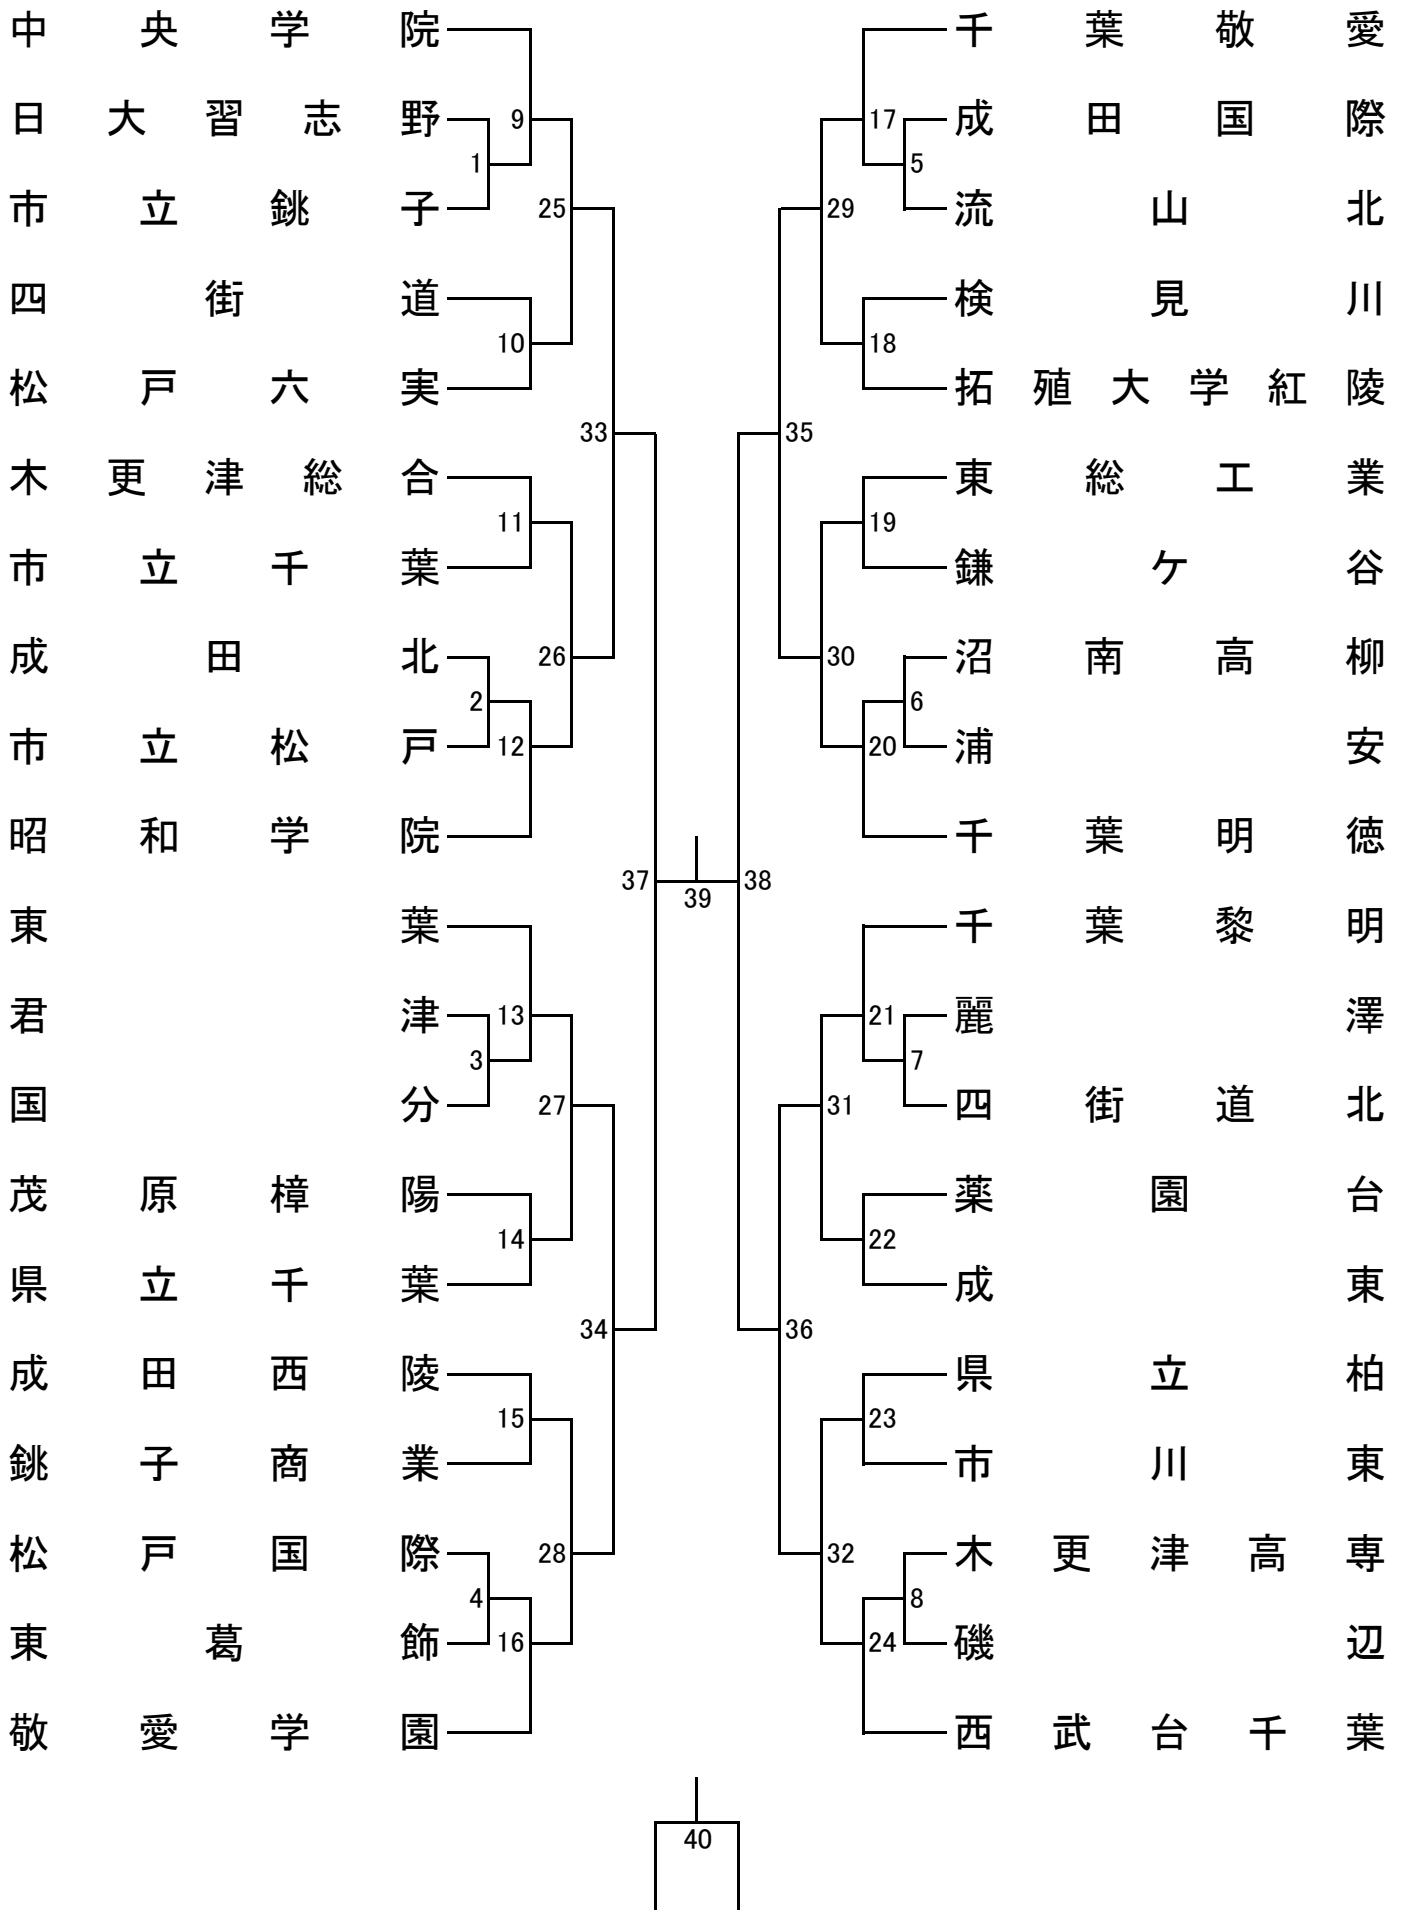 中央学院
日大習志野
市立銚子
四街道
松戸六実
木更津総合
市立千葉
成田北
市立松戸
昭和学院
東葉
君津
国分
茂原樟陽
県立千葉
成田西陵
銚子商業
松戸国際
東葛飾
敬愛学園
1
2
3
4
9
10
11
12
13
14
15
16
25
26
27
28
33
34
37
39
40
38
35
36
29
30
31
32
17
18
19
20
21
22
23
24
5
6
7
8
千葉敬愛
成田国際
流山北
検見川
拓殖大学紅陵
東総工業
鎌ケ谷
沼南高柳
浦安
千葉明徳
千葉黎明
麗澤
四街道北
薬園台
成東
県立柏
市川東
木更津高専
磯辺
西武台千葉